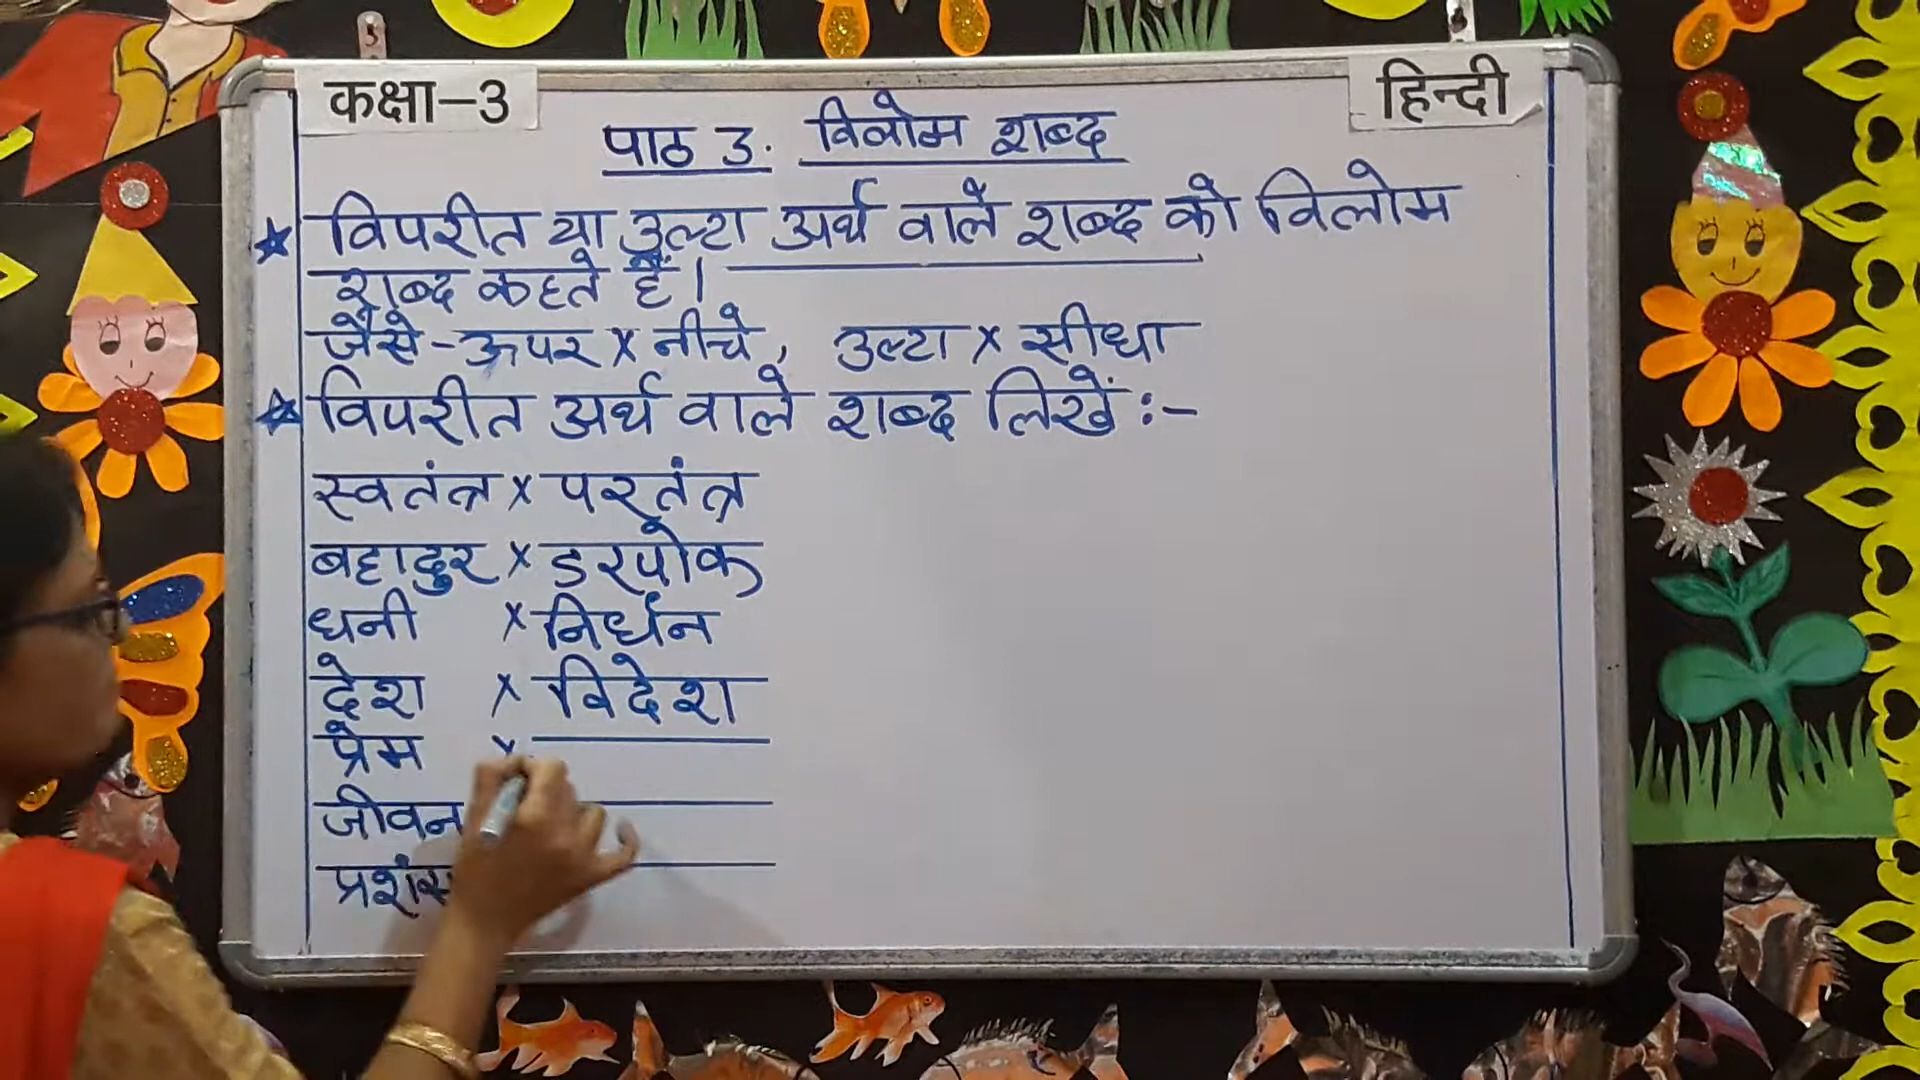 कक्षा–3
हिन्दी
पाठ 3. विलोम शब्द
विपरीत या उल्टा अर्थ वाले शब्द को विलोम
शब्द कहते हैं।
जैसे - ऊपर x नीचे, उल्टा x सीधा
विपरीत अर्थ वाले शब्द लिखें :-
स्वतंत्र x परतंत्र
बहादुर x डरपोक
धनी x निर्धन
देश x विदेश
प्रेम x
जीवन